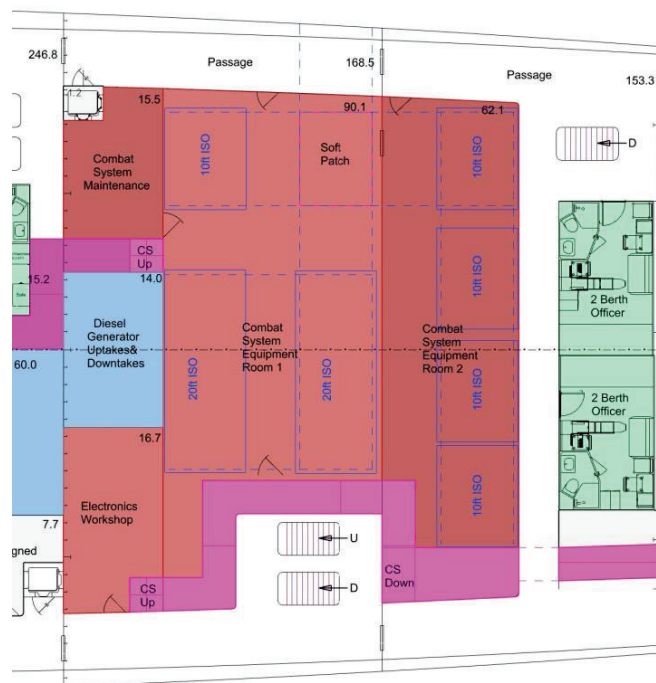 246.8
Passage
168.5
Passage
153.3
1.2
15.5
90.1
62.1
Combat
System
Maintenance
10ft ISO
Soft
Patch
10ft ISO
D
CS
Up
15.2
14.0
10ft ISO
2 Berth
Officer
Diesel
Generator
Uptakes&
Downtakes
Combat
System
Equipment
Room 1
Combat
System
Equipment
Room 2
60.0
20ft ISO
20ft ISO
10ft ISO
2 Berth
Officer
16.7
Electronics
Workshop
10ft ISO
7.7
gned
U
D
CS
Up
CS
Down